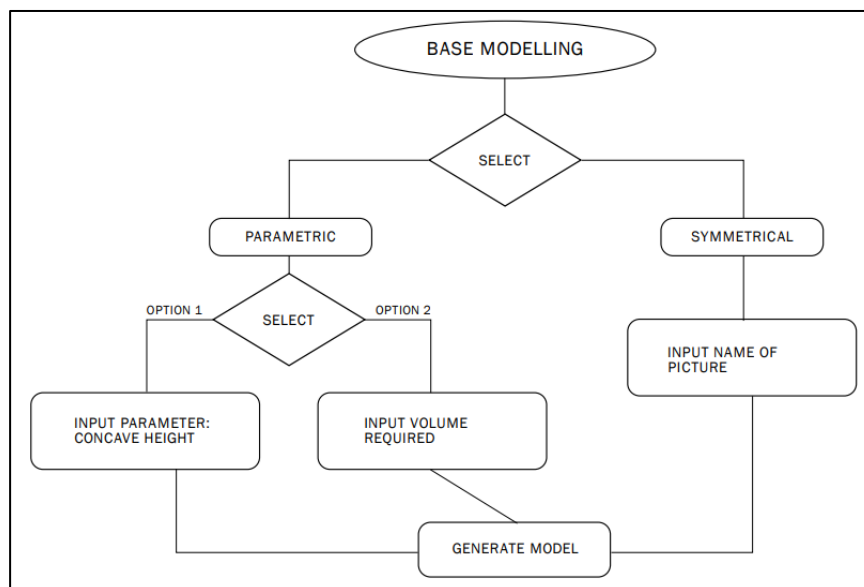 BASE MODELLING
SELECT
PARAMETRIC
SYMMETRICAL
OPTION 1
OPTION 2
SELECT
INPUT NAME OF
PICTURE
INPUT PARAMETER:
CONCAVE HEIGHT
INPUT VOLUME
REQUIRED
GENERATE MODEL